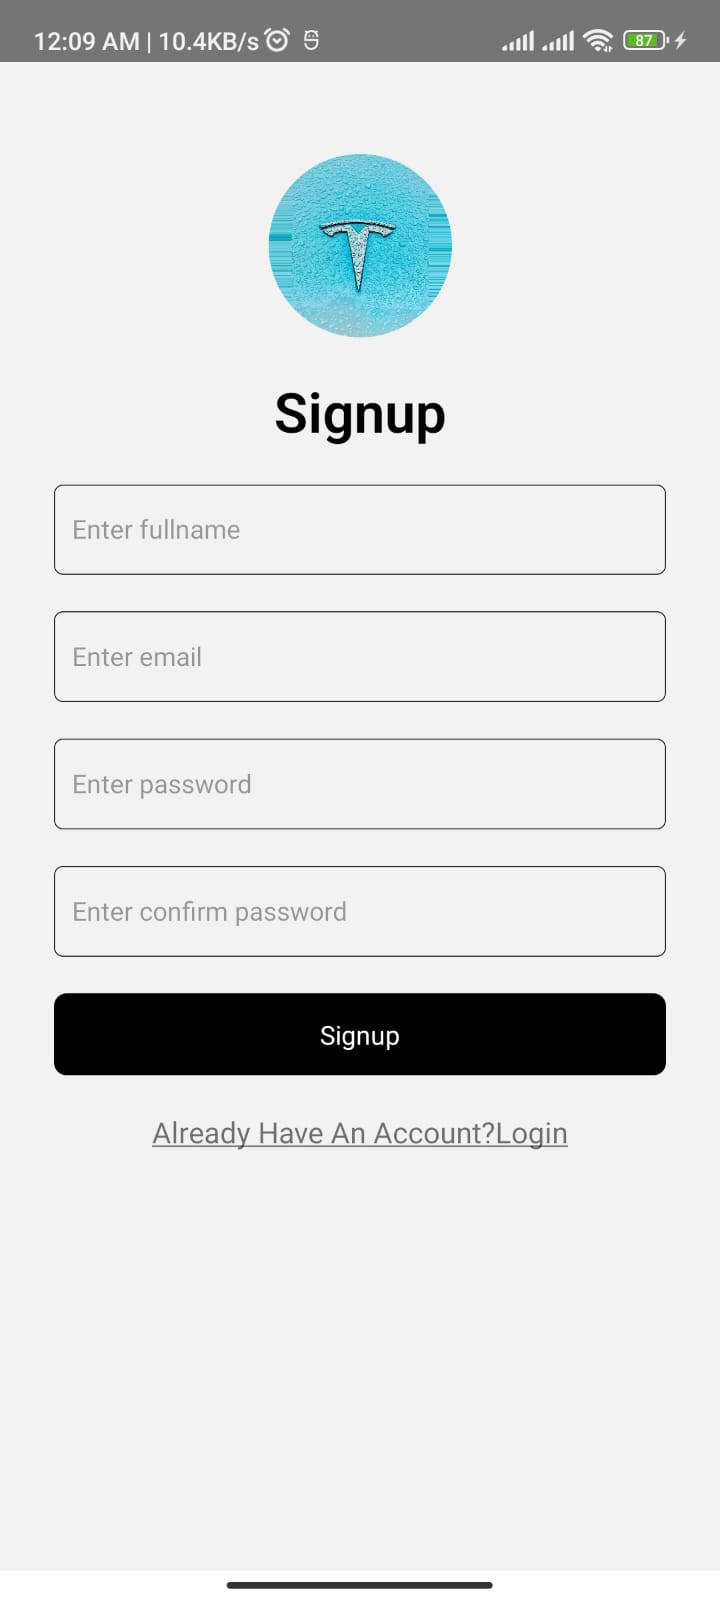 12:09 AM | 10.4KB/s 87
Signup
Enter fullname
Enter email
Enter password
Enter confirm password
Signup
Already Have An Account?Login